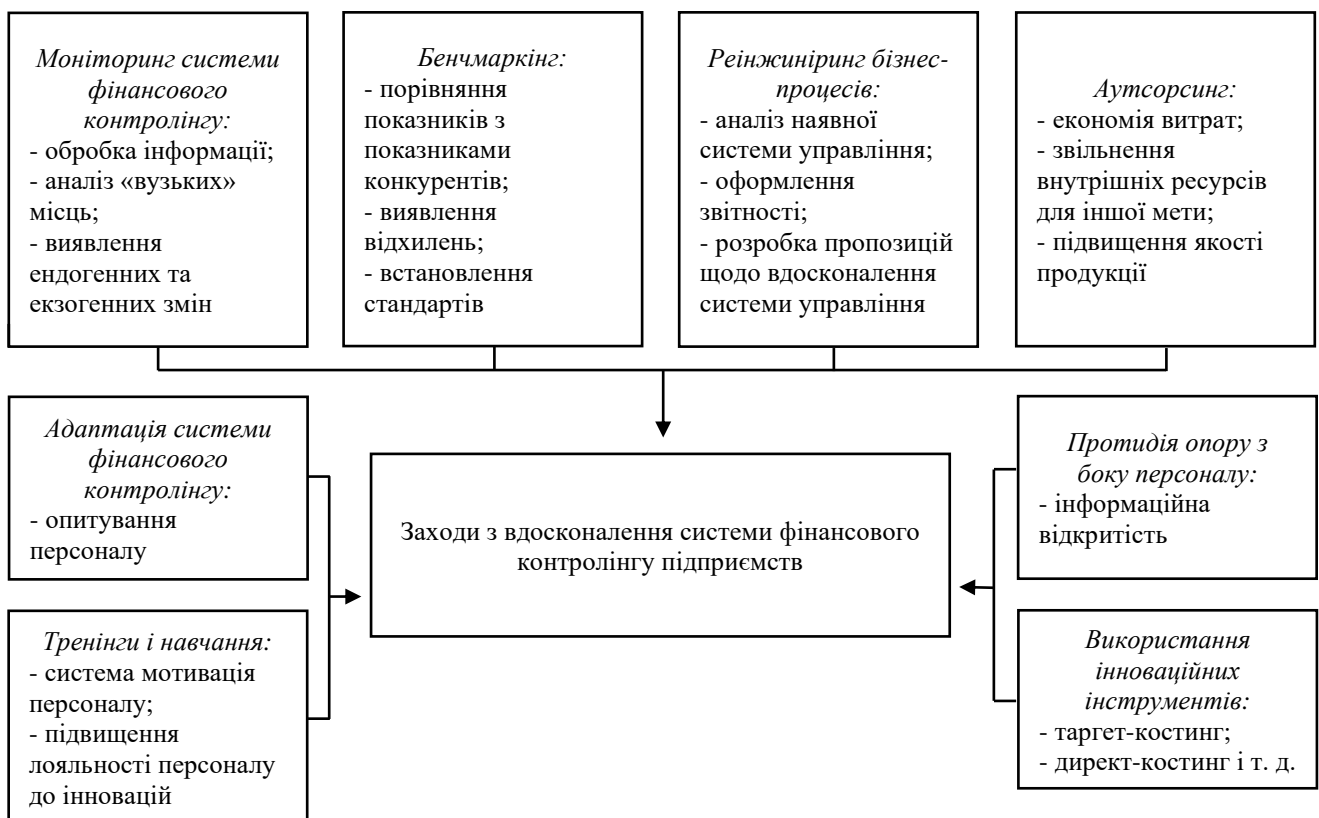 Моніторинг системи
фінансового
контролінгу:
- обробка інформації;
- аналіз «вузьких»
місць;
- виявлення
ендогенних та
екзогенних змін
Бенчмаркінг:
- порівняння
показників з
показниками
конкурентів;
- виявлення
відхилень;
- встановлення
стандартів
Реінжиніринг бізнес-
процесів:
- аналіз наявної
системи управління;
- оформлення
звітності;
- розробка пропозицій
щодо вдосконалення
системи управління
Аутсорсинг:
- економія витрат;
- звільнення
внутрішніх ресурсів
для іншої мети;
- підвищення якості
продукції
Адаптація системи
фінансового
контролінгу:
- опитування
персоналу
Заходи з вдосконалення системи фінансового
контролінгу підприємств
Протидія опору з
боку персоналу:
- інформаційна
відкритість
Тренінги і навчання:
- система мотивація
персоналу;
- підвищення
лояльності персоналу
до інновацій
Використання
інноваційних
інструментів:
- таргет-костинг;
- директ-костинг і т. д.